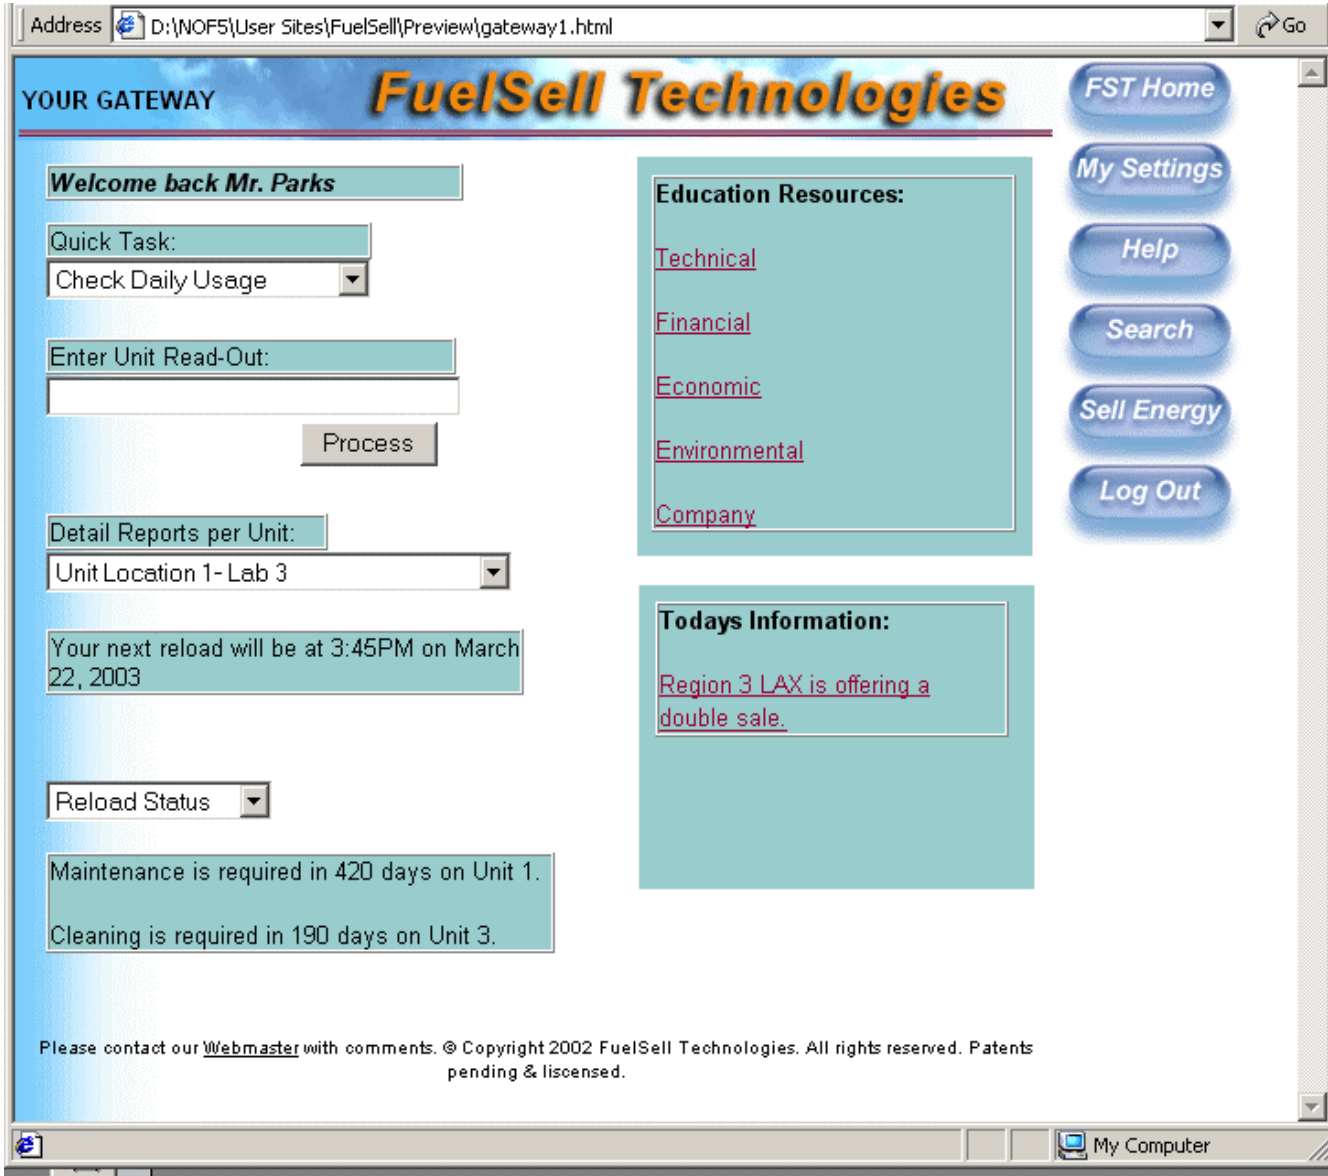 Address D:\NOF5\User Sites\FuelSell\Preview\gateway1.html Go
YOUR GATEWAY
FuelSell Technologies
FST Home
My Settings
Help
Search
Sell Energy
Log Out
Welcome back Mr. Parks
Quick Task:
Check Daily Usage
Enter Unit Read-Out:
Process
Detail Reports per Unit:
Unit Location 1- Lab 3
Your next reload will be at 3:45PM on March
22, 2003
Reload Status
Maintenance is required in 420 days on Unit 1.
Cleaning is required in 190 days on Unit 3.
Education Resources:
Technical
Financial
Economic
Environmental
Company
Todays Information:
Region 3 LAX is offering a
double sale.
Please contact our Webmaster with comments. © Copyright 2002 FuelSell Technologies. All rights reserved. Patents
pending & liscensed.
My Computer